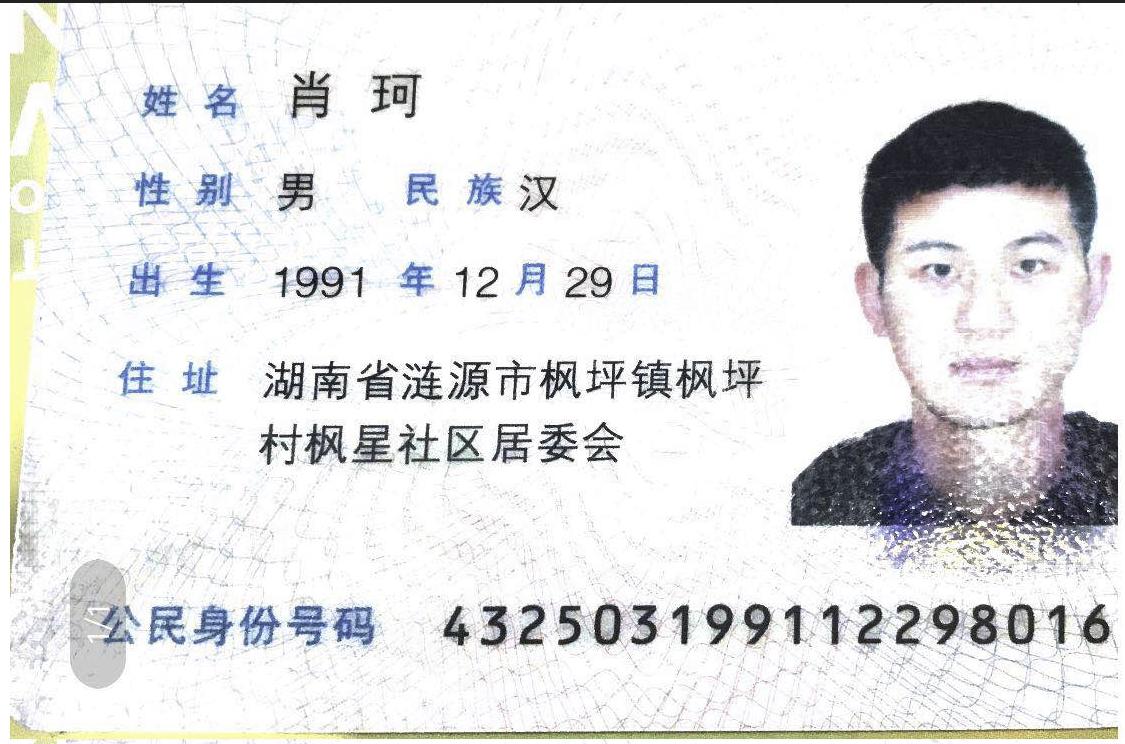 姓名 肖珂
性别 男 民族 汉
出生 1991 年 12 月 29 日
住址 湖南省涟源市枫坪镇枫坪
村枫星社区居委会
公民身份号码 432503199112298016
1/1